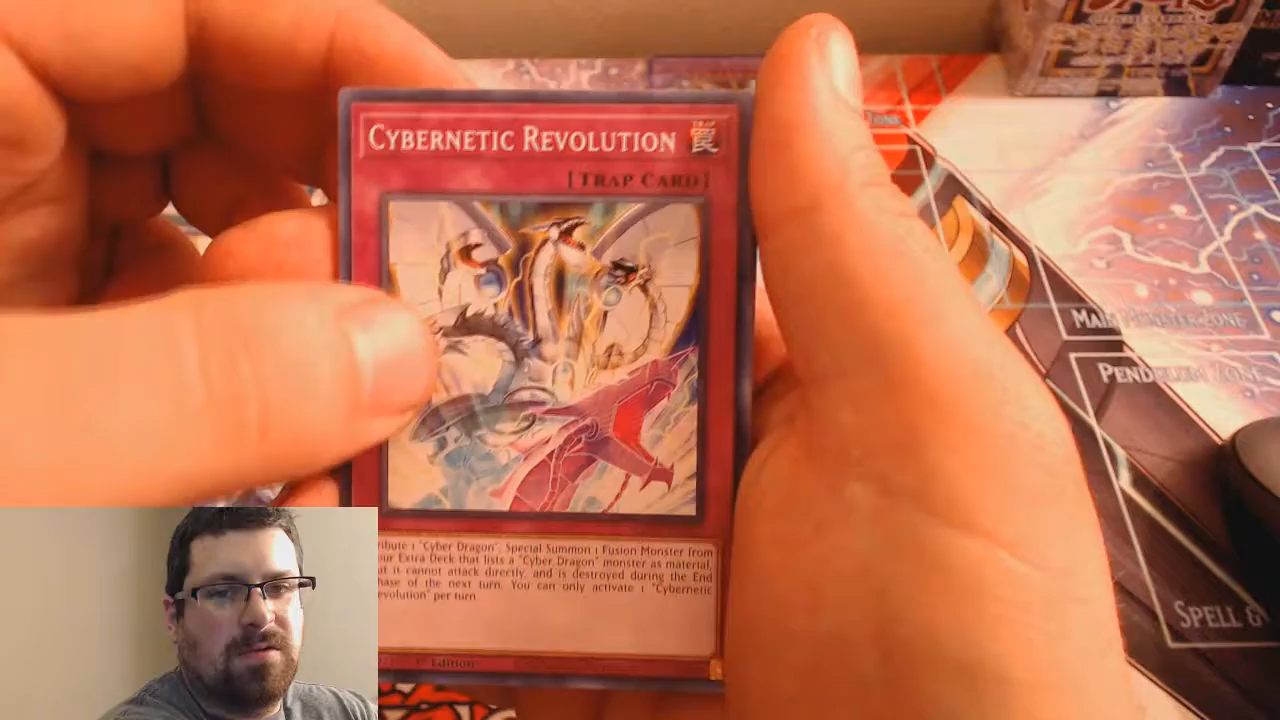 CYBERNETIC REVOLUTION
TRAP
罠
[TRAP CARD]
ribute 1 "Cyber Dragon"; Special Summon 1 Fusion Monster from
our Extra Deck that lists a "Cyber Dragon" monster as material,
ut it cannot attack directly, and is destroyed during the End
hase of the next turn. You can only activate 1 "Cybernetic
evolution" per turn.
1st Edition
ZONE
MAIN MONSTER ZONE
PENDULUM ZONE
SPELL &